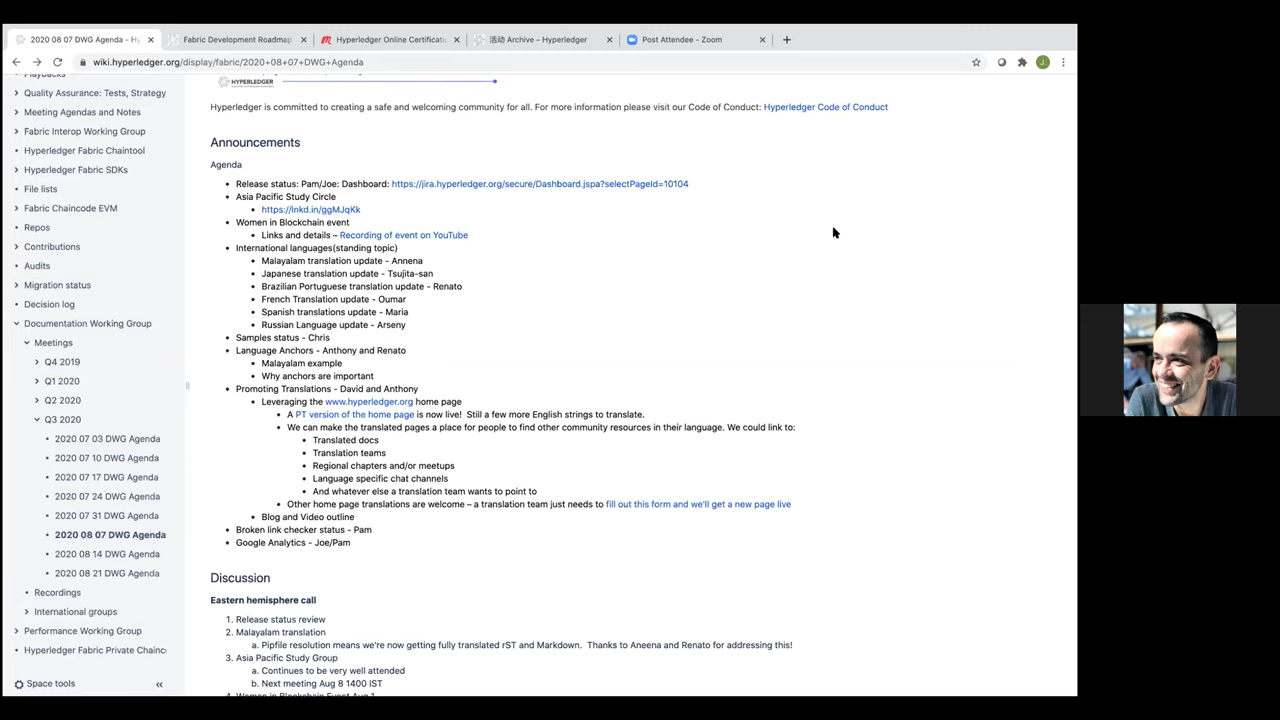 2020 08 07 DWG Agenda - Hy
Fabric Development Roadmap
Hyperledger Online Certificatio
活动 Archive – Hyperledger
Post Attendee - Zoom
wiki.hyperledger.org/display/fabric/2020+08+07+DWG+Agenda
J
Playbacks
Quality Assurance: Tests, Strategy,
Meeting Agendas and Notes
Fabric Interop Working Group
Hyperledger Fabric Chaintool
Hyperledger Fabric SDKs
File lists
Fabric Chaincode EVM
Repos
Contributions
Audits
Migration status
Decision log
Documentation Working Group
Meetings
Q4 2019
Q1 2020
Q2 2020
Q3 2020
2020 07 03 DWG Agenda
2020 07 10 DWG Agenda
2020 07 17 DWG Agenda
2020 07 24 DWG Agenda
2020 07 31 DWG Agenda
2020 08 07 DWG Agenda
2020 08 14 DWG Agenda
2020 08 21 DWG Agenda
Recordings
International groups
Performance Working Group
Hyperledger Fabric Private Chainc
Space tools
HYPERLEDGER
Hyperledger is committed to creating a safe and welcoming community for all. For more information please visit our Code of Conduct: Hyperledger Code of Conduct
Announcements
Agenda
Release status: Pam/Joe: Dashboard: https://jira.hyperledger.org/secure/Dashboard.jspa?selectPageId=10104
Asia Pacific Study Circle
https://lnkd.in/ggMJqKk
Women in Blockchain event
Links and details – Recording of event on YouTube
International languages(standing topic)
Malayalam translation update - Annena
Japanese translation update - Tsujita-san
Brazilian Portuguese translation update - Renato
French Translation update - Oumar
Spanish translations update - Maria
Russian Language update - Arseny
Samples status - Chris
Language Anchors - Anthony and Renato
Malayalam example
Why anchors are important
Promoting Translations - David and Anthony
Leveraging the www.hyperledger.org home page
A PT version of the home page is now live! Still a few more English strings to translate.
We can make the translated pages a place for people to find other community resources in their language. We could link to:
Translated docs
Translation teams
Regional chapters and/or meetups
Language specific chat channels
And whatever else a translation team wants to point to
Other home page translations are welcome – a translation team just needs to fill out this form and we'll get a new page live
Blog and Video outline
Broken link checker status - Pam
Google Analytics - Joe/Pam
Discussion
Eastern hemisphere call
1. Release status review
2. Malayalam translation
a. Pipfile resolution means we're now getting fully translated rST and Markdown. Thanks to Aneena and Renato for addressing this!
3. Asia Pacific Study Group
a. Continues to be very well attended
b. Next meeting Aug 8 1400 IST
4. Women in Blockchain Event Aug 1